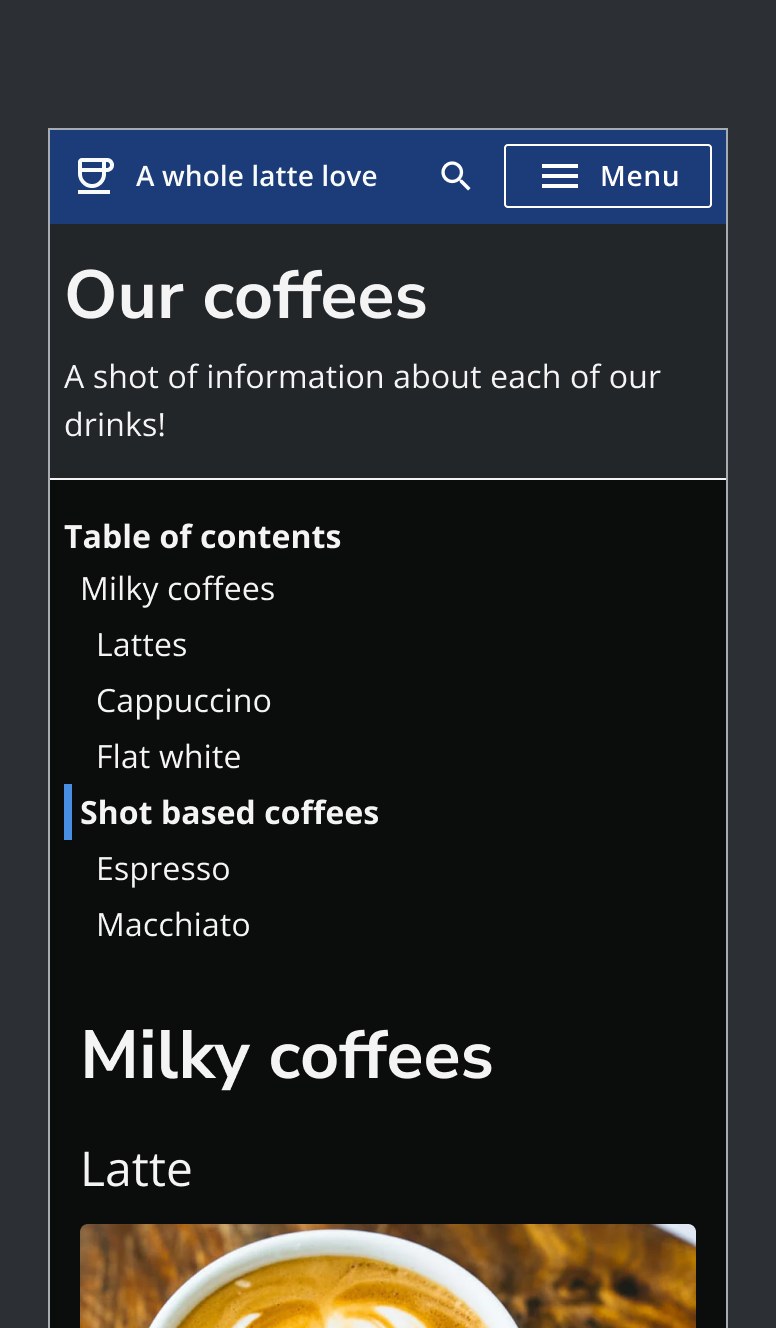 A whole latte love
Menu
Our coffees
A shot of information about each of our
drinks!
Table of contents
Milky coffees
Lattes
Cappuccino
Flat white
Shot based coffees
Espresso
Macchiato
Milky coffees
Latte